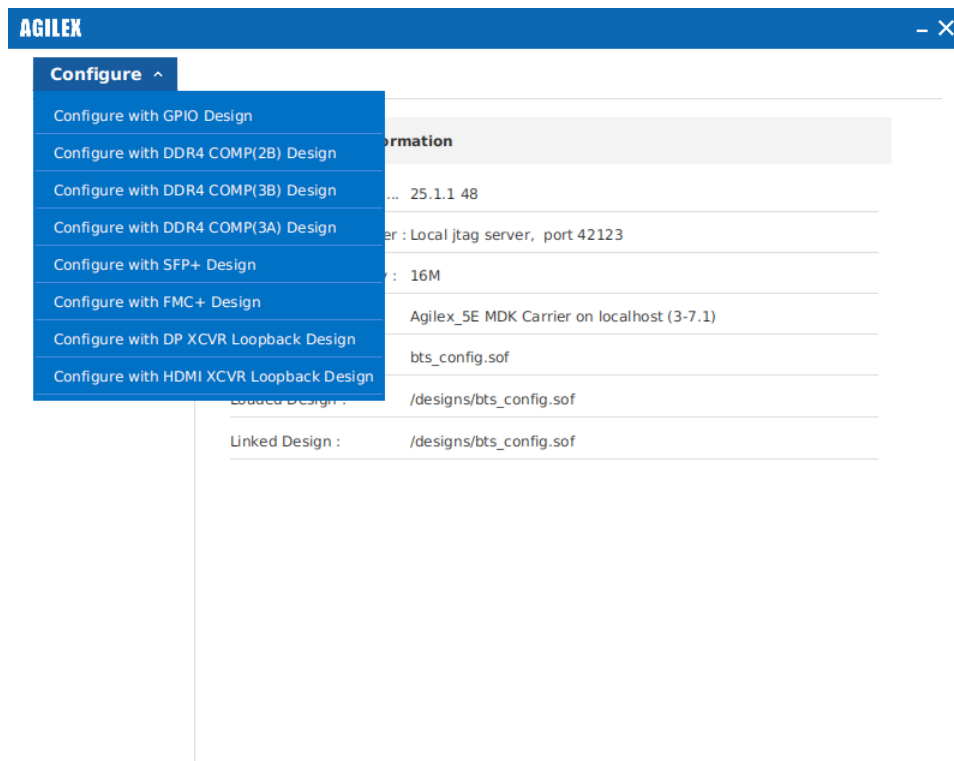 AGILEX
Configure
Configure with GPIO Design
Configure with DDR4 COMP(2B) Design
Configure with DDR4 COMP(3B) Design
Configure with DDR4 COMP(3A) Design
Configure with SFP+ Design
Configure with FMC+ Design
Configure with DP XCVR Loopback Design
Configure with HDMI XCVR Loopback Design
... 25.1.1 48
: Local jtag server, port 42123
: 16M
Agilex_5E MDK Carrier on localhost (3-7.1)
bts_config.sof
Loaded Design : /designs/bts_config.sof
Linked Design : /designs/bts_config.sof